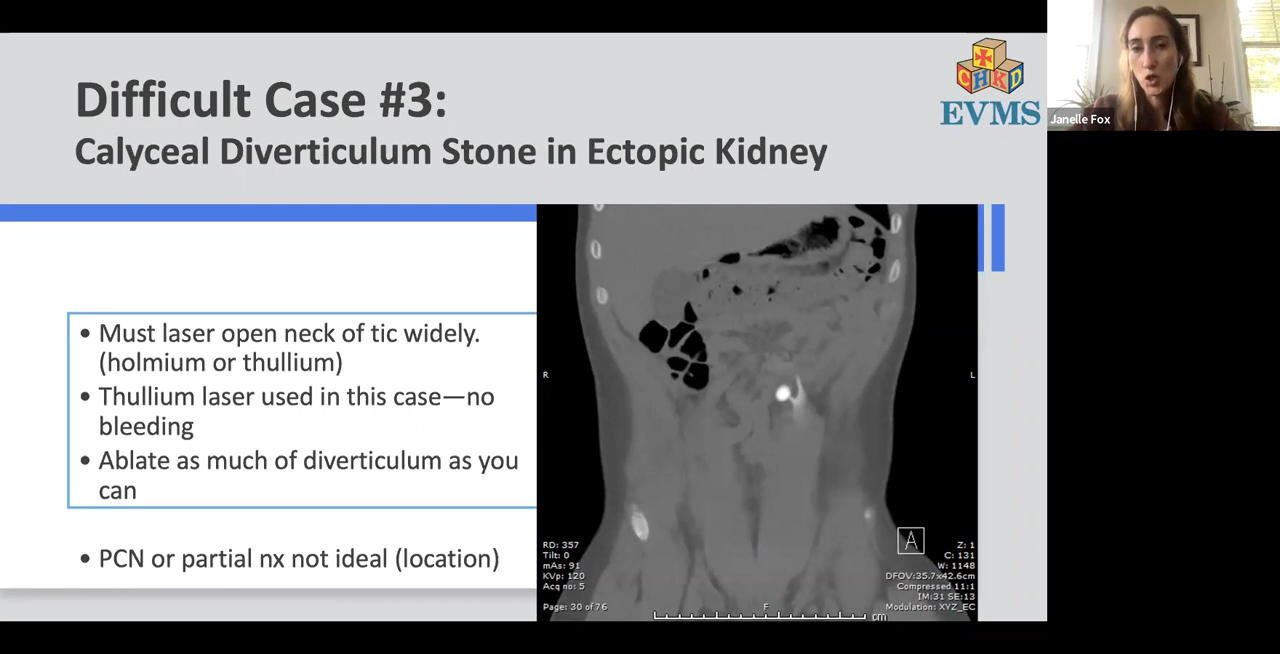 Difficult Case #3:
Calyceal Diverticulum Stone in Ectopic Kidney
CHKD
EVMS
Janelle Fox
• Must laser open neck of tic widely.
(holmium or thullium)
• Thullium laser used in this case—no
bleeding
• Ablate as much of diverticulum as you
can
• PCN or partial nx not ideal (location)
R
L
A
RD: 357
Tilt: 0
mAs: 91
KVp: 120
Acq no: 5
Page: 30 of 76
Z: 1
C: 131
W: 1148
DFOV:35.7x42.6cm
Compressed 11:1
IM:31 SE:13
Modulation: XYZ_EC
F
cm